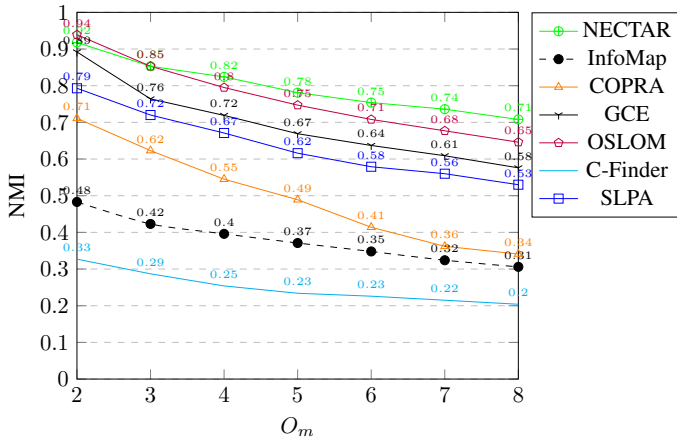 1
0.9
0.8
0.7
0.6
0.5
0.4
0.3
0.2
0.1
0
NMI
2 3 4 5 6 7 8
O_m
0.92 0.85 0.82 0.78 0.75 0.74 0.71
0.48 0.42 0.4 0.37 0.35 0.32 0.31
0.71 0.62 0.55 0.49 0.41 0.36 0.34
0.89 0.76 0.72 0.67 0.64 0.61 0.58
0.94 0.85 0.8 0.75 0.71 0.68 0.65
0.33 0.29 0.25 0.23 0.23 0.22 0.2
0.79 0.72 0.67 0.62 0.58 0.56 0.53
NECTAR
InfoMap
COPRA
GCE
OSLOM
C-Finder
SLPA